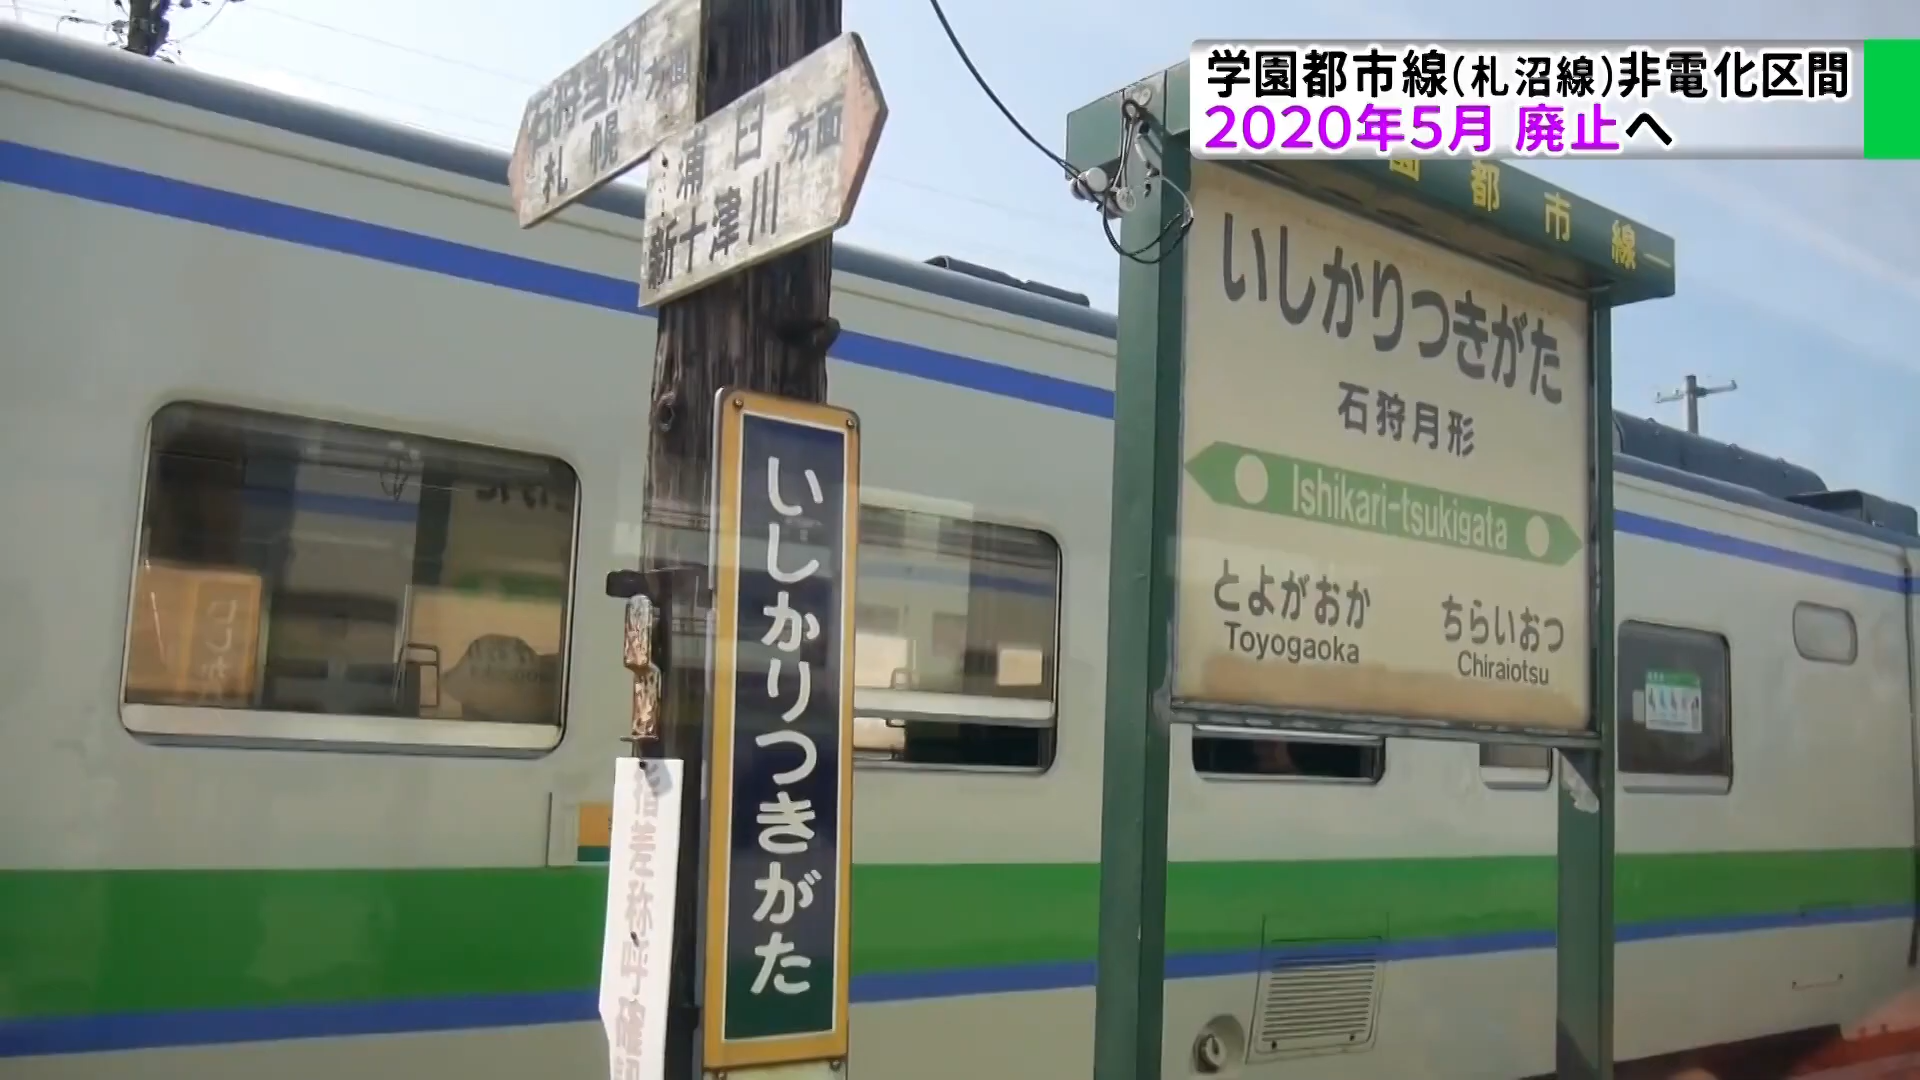 学園都市線(札沼線)非電化区間
2020年5月 廃止へ
石狩当別 方面
札幌
浦臼 方面
新十津川
園都市線
いしかりつきがた
石狩月形
Ishikari-tsukigata
とよがおか
Toyogaoka
ちらいおつ
Chiraiotsu
いしかりつきがた
指差称呼確認